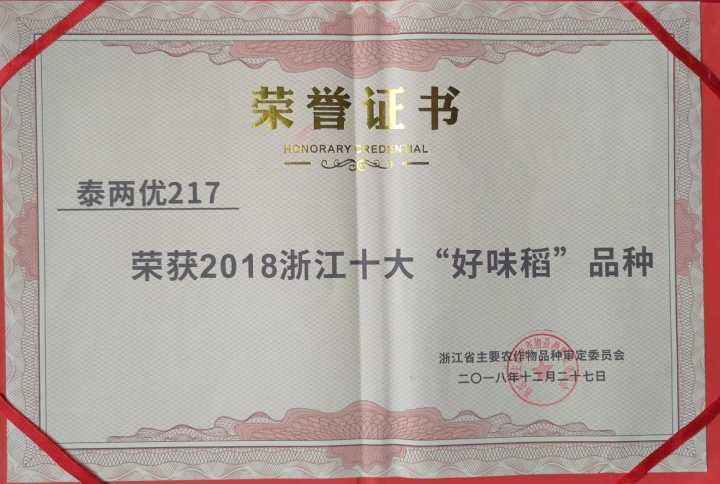 荣誉证书
HONORARY CREDENTIAL
泰两优217
荣获2018浙江十大“好味稻”品种
浙江省主要农作物品种审定委员会
二〇一八年十二月二十七日